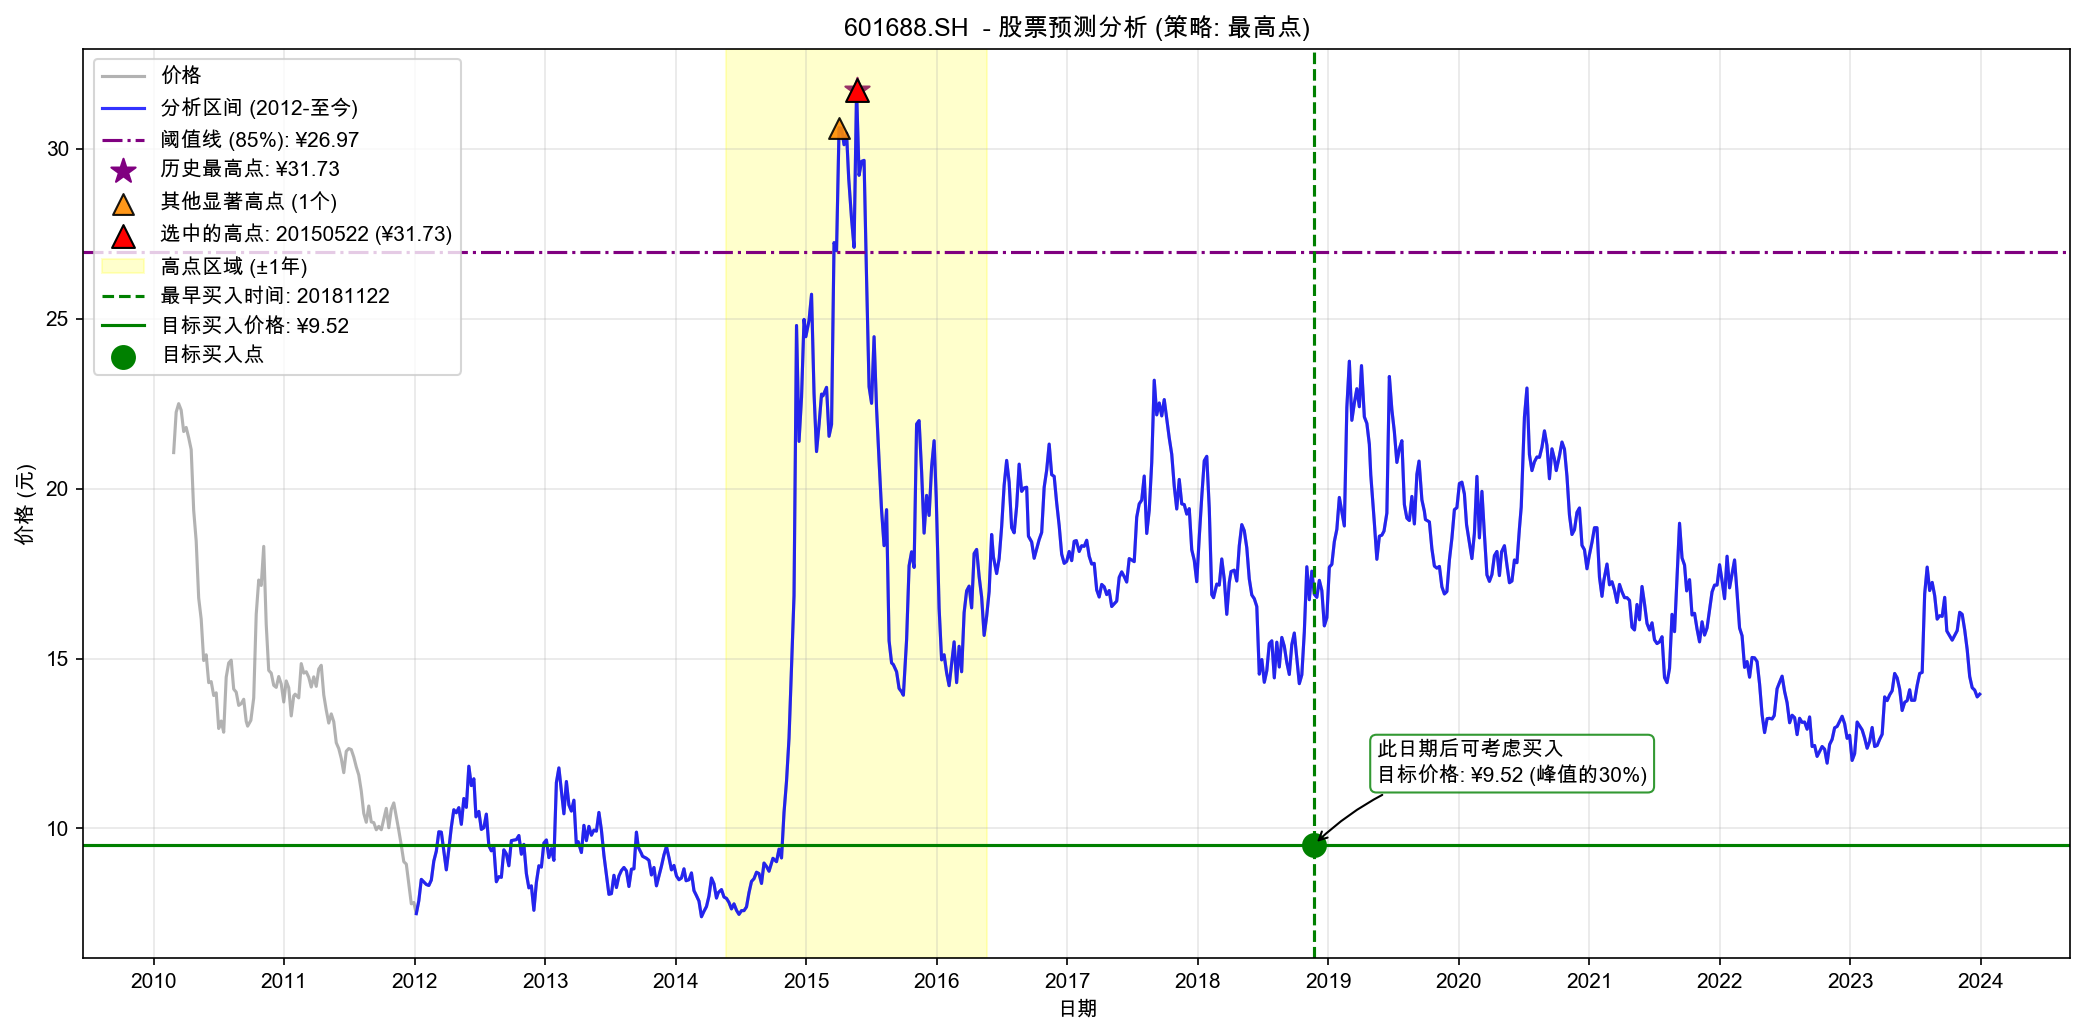 601688.SH - 股票预测分析 (策略: 最高点)
价格
分析区间 (2012-至今)
阈值线 (85%): ¥26.97
历史最高点: ¥31.73
其他显著高点 (1个)
选中的高点: 20150522 (¥31.73)
高点区域 (±1年)
最早买入时间: 20181122
目标买入价格: ¥9.52
目标买入点
价格 (元)
30
25
20
15
10
此日期后可考虑买入
目标价格: ¥9.52 (峰值的30%)
2010 2011 2012 2013 2014 2015 2016 2017 2018 2019 2020 2021 2022 2023 2024
日期